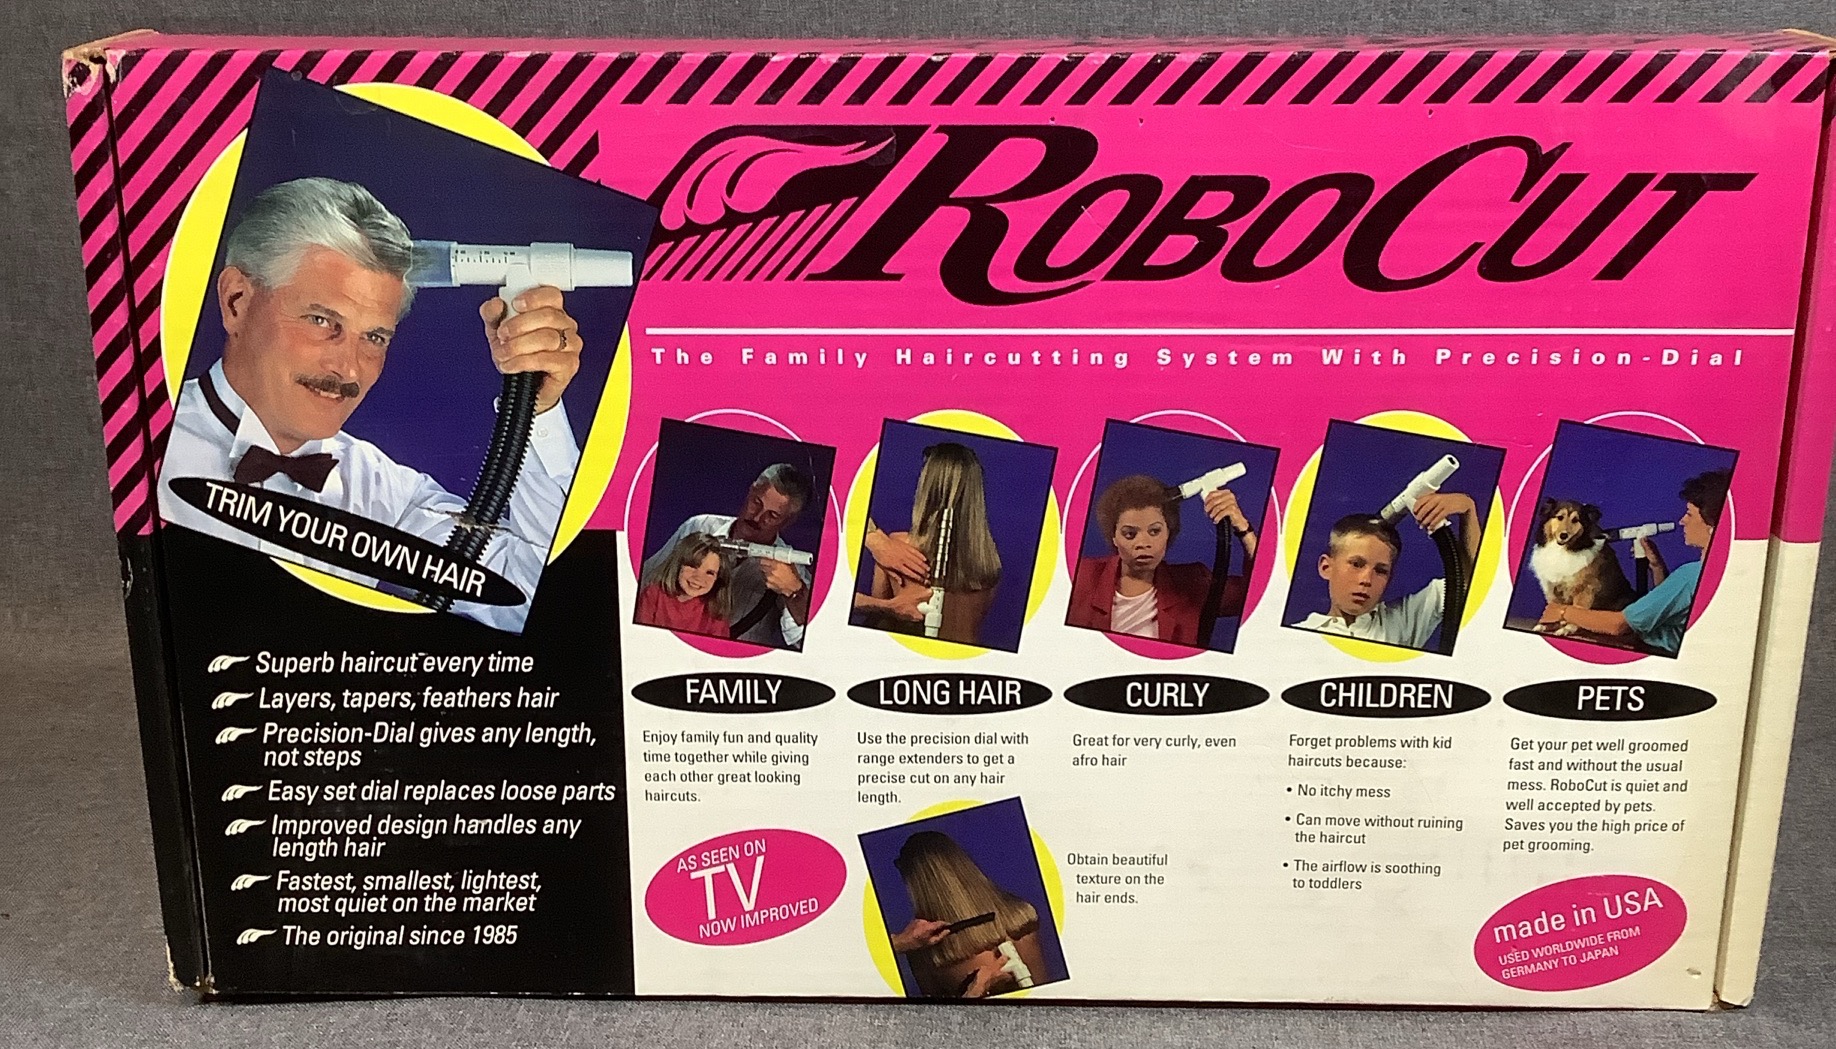 ROBOCUT
The Family Haircutting System With Precision-Dial
TRIM YOUR OWN HAIR
Superb haircut every time
Layers, tapers, feathers hair
Precision-Dial gives any length,
not steps
Easy set dial replaces loose parts
Improved design handles any
length hair
Fastest, smallest, lightest,
most quiet on the market
The original since 1985
FAMILY
Enjoy family fun and quality
time together while giving
each other great looking
haircuts.
AS SEEN ON
TV
NOW IMPROVED
LONG HAIR
Use the precision dial with
range extenders to get a
precise cut on any hair
length.
Obtain beautiful
texture on the
hair ends.
CURLY
Great for very curly, even
afro hair
CHILDREN
Forget problems with kid
haircuts because:
• No itchy mess
• Can move without ruining
the haircut
• The airflow is soothing
to toddlers
PETS
Get your pet well groomed
fast and without the usual
mess. RoboCut is quiet and
well accepted by pets.
Saves you the high price of
pet grooming.
made in USA
USED WORLDWIDE FROM
GERMANY TO JAPAN